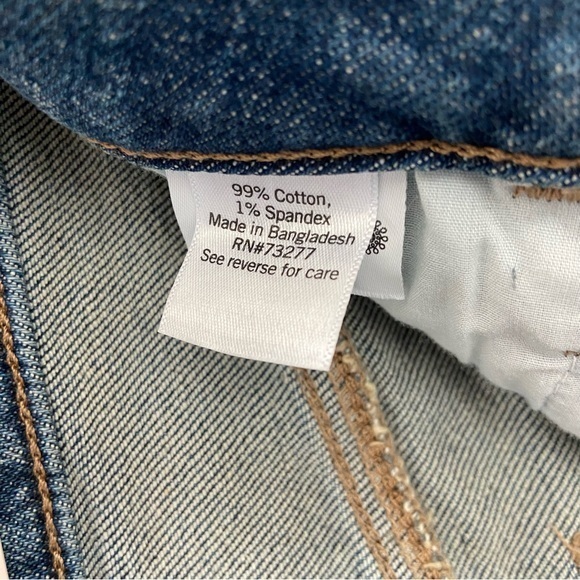 99% Cotton,
1% Spandex
Made in Bangladesh
RN#73277
See reverse for care